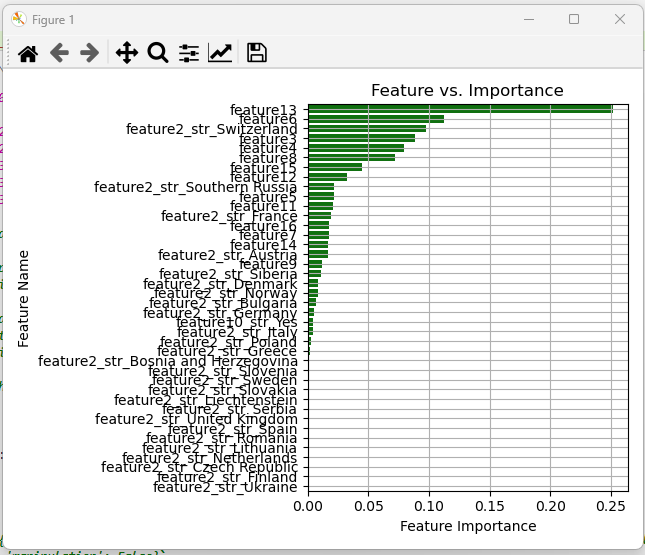 Figure 1
Feature vs. Importance
feature13
feature6
feature2_str_Switzerland
feature3
feature4
feature8
feature15
feature12
feature2_str_Southern Russia
feature5
feature11
feature2_str_France
feature16
feature7
feature14
feature2_str_Austria
feature9
feature2_str_Siberia
feature2_str_Denmark
feature2_str_Norway
feature2_str_Bulgaria
feature2_str_Germany
feature10_str_Yes
feature2_str_Italy
feature2_str_Poland
feature2_str_Greece
feature2_str_Bosnia and Herzegovina
feature2_str_Slovenia
feature2_str_Sweden
feature2_str_Slovakia
feature2_str_Liechtenstein
feature2_str_Serbia
feature2_str_United Kingdom
feature2_str_Spain
feature2_str_Romania
feature2_str_Lithuania
feature2_str_Netherlands
feature2_str_Czech Republic
feature2_str_Finland
feature2_str_Ukraine
Feature Name
0.00 0.05 0.10 0.15 0.20 0.25
Feature Importance